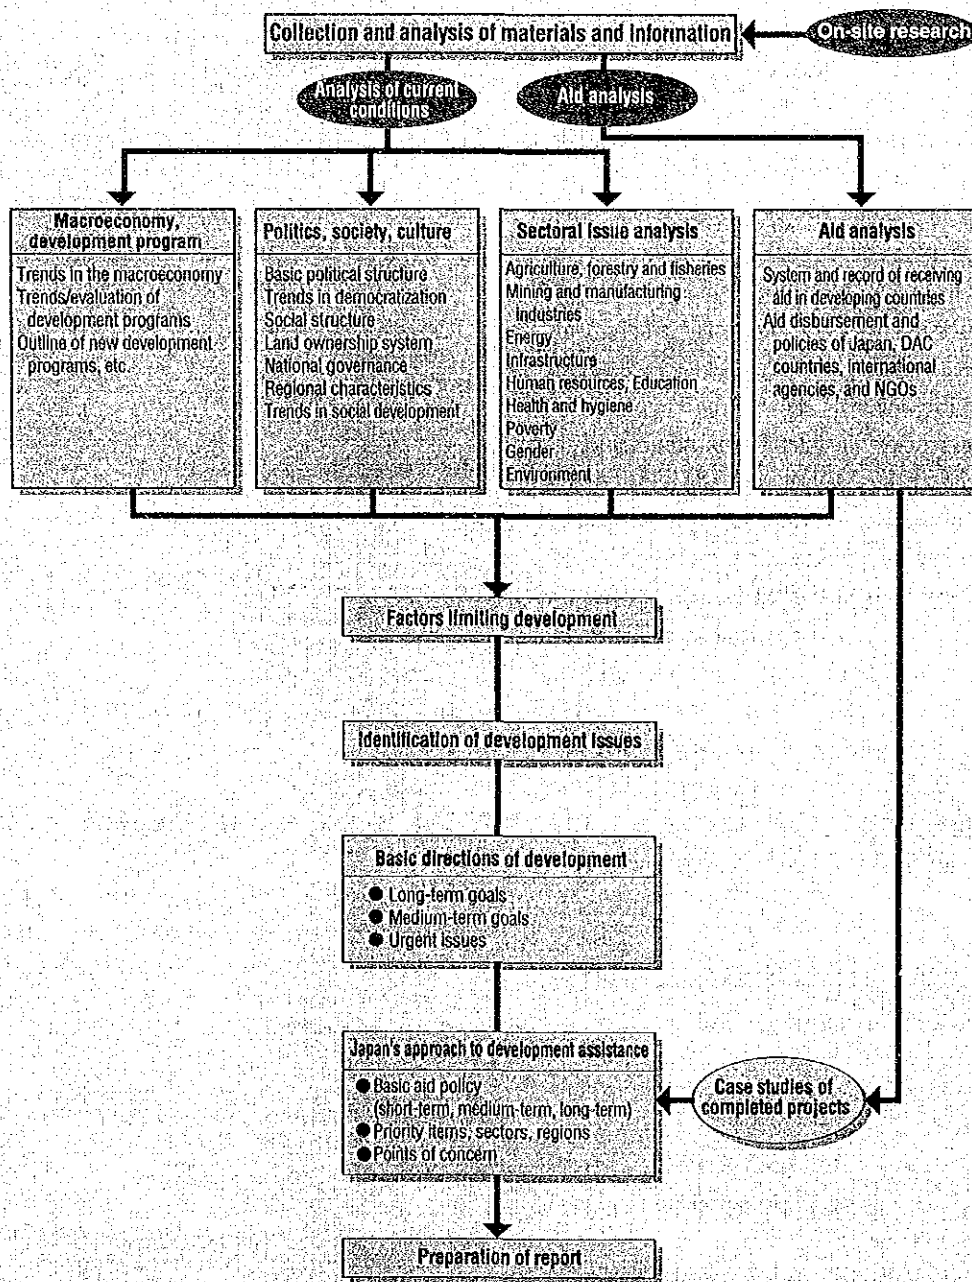 Collection and analysis of materials and information
On-site research
Analysis of current
conditions
Aid analysis
Macroeconomy,
development program
Trends in the macroeconomy
Trends/evaluation of
development programs
Outline of new development
programs, etc.
Politics, society, culture
Basic political structure
Trends in democratization
Social structure
Land ownership system
National governance
Regional characteristics
Trends in social development
Sectoral issue analysis
Agriculture, forestry and fisheries
Mining and manufacturing
industries
Energy
Infrastructure
Human resources, Education
Health and hygiene
Poverty
Gender
Environment
Aid analysis
System and record of receiving
aid in developing countries
Aid disbursement and
policies of Japan, DAC
countries, international
agencies, and NGOs
Factors limiting development
Identification of development issues
Basic directions of development
● Long-term goals
● Medium-term goals
● Urgent issues
Japan's approach to development assistance
● Basic aid policy
(short-term, medium-term, long-term)
● Priority items, sectors, regions
● Points of concern
Case studies of
completed projects
Preparation of report